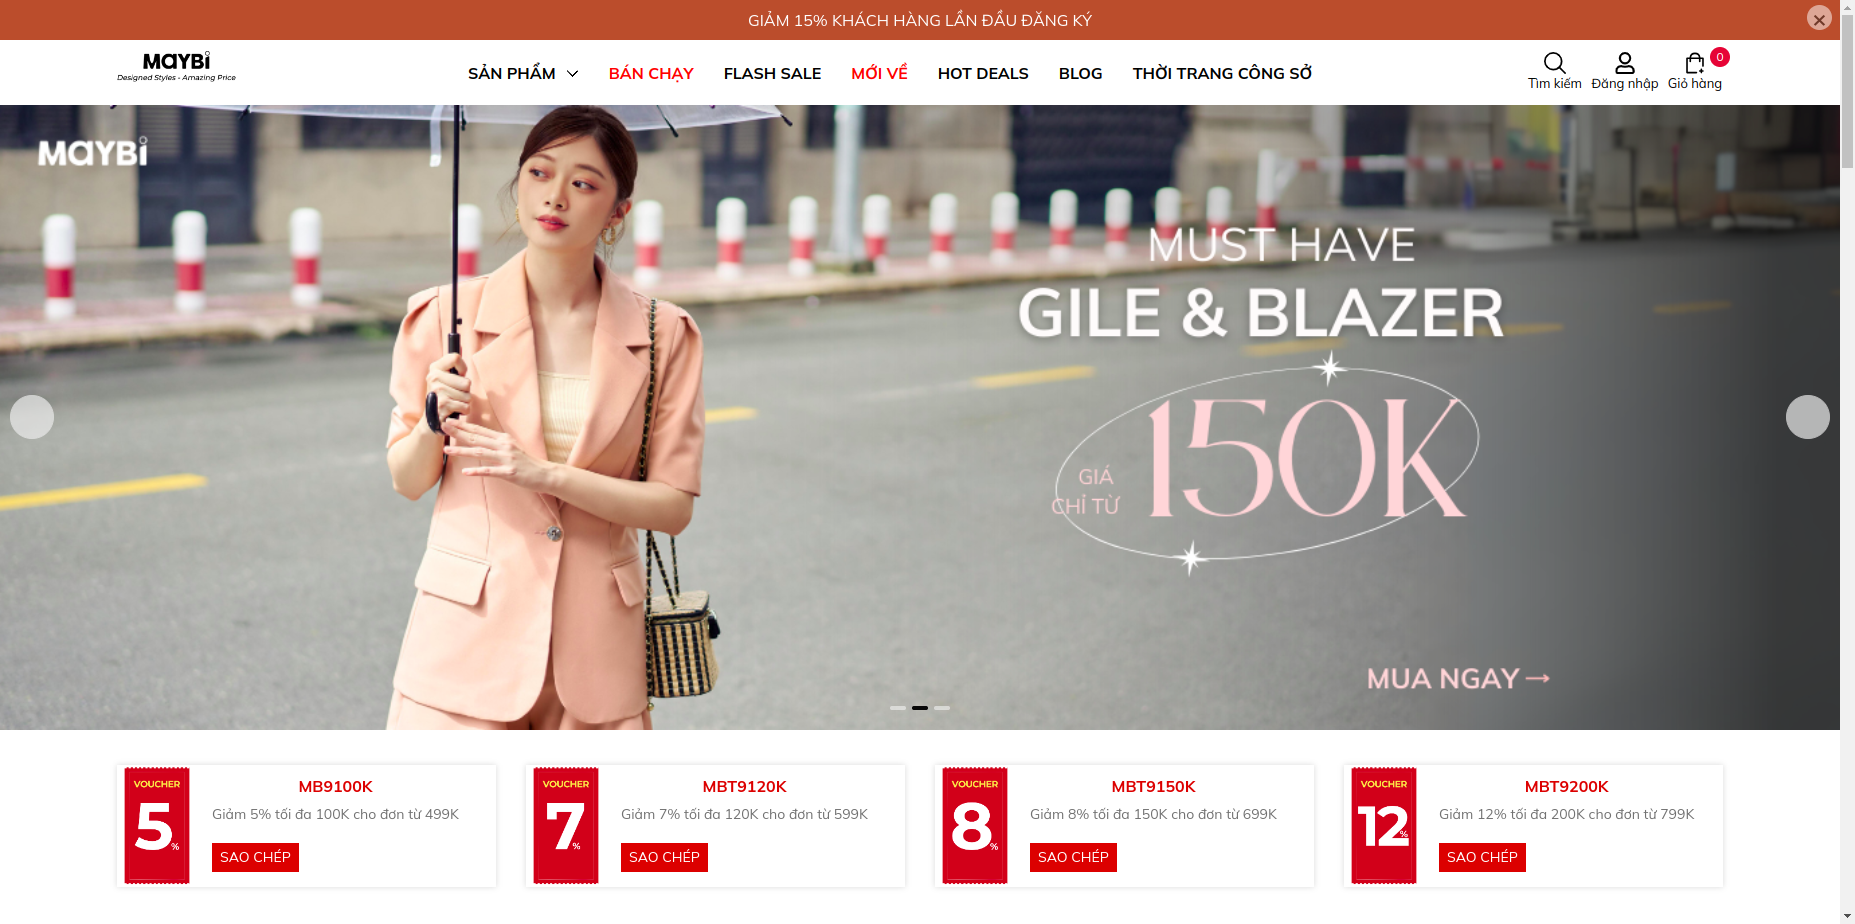 GIẢM 15% KHÁCH HÀNG LẦN ĐẦU ĐĂNG KÝ
MAYBi
Designed Styles - Amazing Price
SẢN PHẨM
BÁN CHẠY
FLASH SALE
MỚI VỀ
HOT DEALS
BLOG
THỜI TRANG CÔNG SỞ
Tìm kiếm
Đăng nhập
0
Giỏ hàng
MAYBi
MUST HAVE
GILE & BLAZER
GIÁ
CHỈ TỪ
150K
MUA NGAY→
VOUCHER
5%
MB9100K
Giảm 5% tối đa 100K cho đơn từ 499K
SAO CHÉP
VOUCHER
7%
MBT9120K
Giảm 7% tối đa 120K cho đơn từ 599K
SAO CHÉP
VOUCHER
8%
MBT9150K
Giảm 8% tối đa 150K cho đơn từ 699K
SAO CHÉP
VOUCHER
12%
MBT9200K
Giảm 12% tối đa 200K cho đơn từ 799K
SAO CHÉP